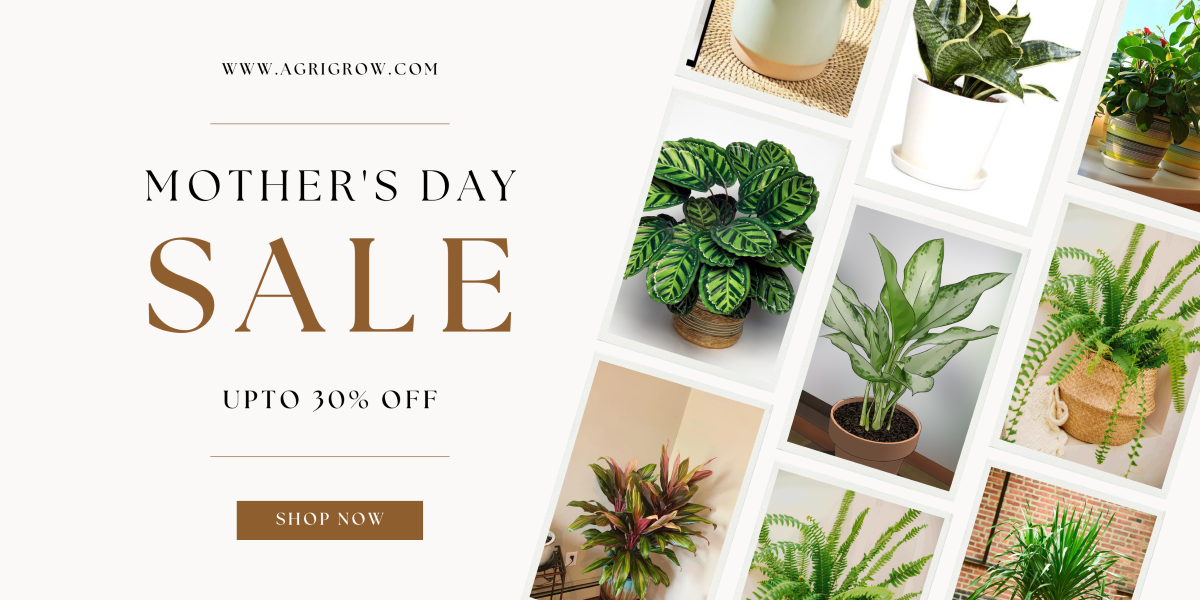 WWW.AGRIGROW.COM
MOTHER'S DAY
SALE
UPTO 30% OFF
SHOP NOW